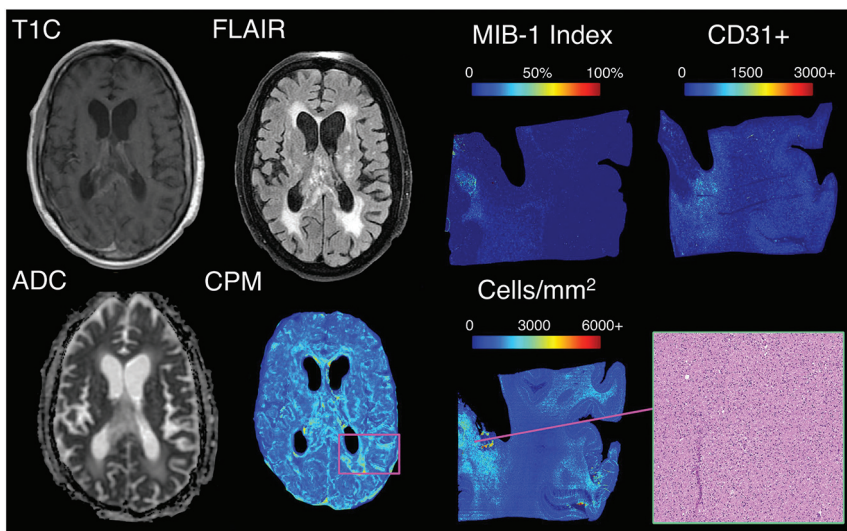 T1C
FLAIR
MIB-1 Index
CD31+
0 50% 100%
0 1500 3000+
ADC
CPM
Cells/mm²
0 3000 6000+